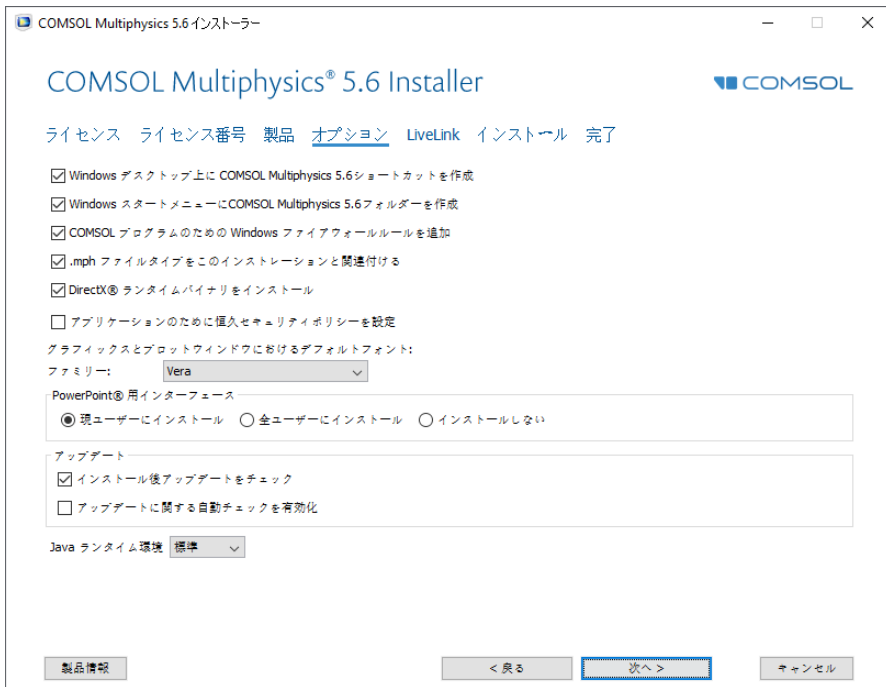 COMSOL Multiphysics 5.6インストーラー
COMSOL Multiphysics® 5.6 Installer
COMSOL
ライセンス ライセンス番号 製品 オプション LiveLink インストール 完了
Windows デスクトップ上に COMSOL Multiphysics 5.6ショートカットを作成
Windows スタートメニューにCOMSOL Multiphysics 5.6フォルダーを作成
COMSOL プログラムのための Windows ファイアウォールルールを追加
.mph ファイルタイプをこのインストレーションと関連付ける
DirectX® ランタイムバイナリをインストール
アプリケーションのために恒久セキュリティポリシーを設定
グラフィックスとプロットウィンドウにおけるデフォルトフォント:
ファミリー: Vera
PowerPoint® 用インターフェース
現ユーザーにインストール 全ユーザーにインストール インストールしない
アップデート
インストール後アップデートをチェック
アップデートに関する自動チェックを有効化
Java ランタイム環境 標準
製品情報 < 戻る 次へ > キャンセル